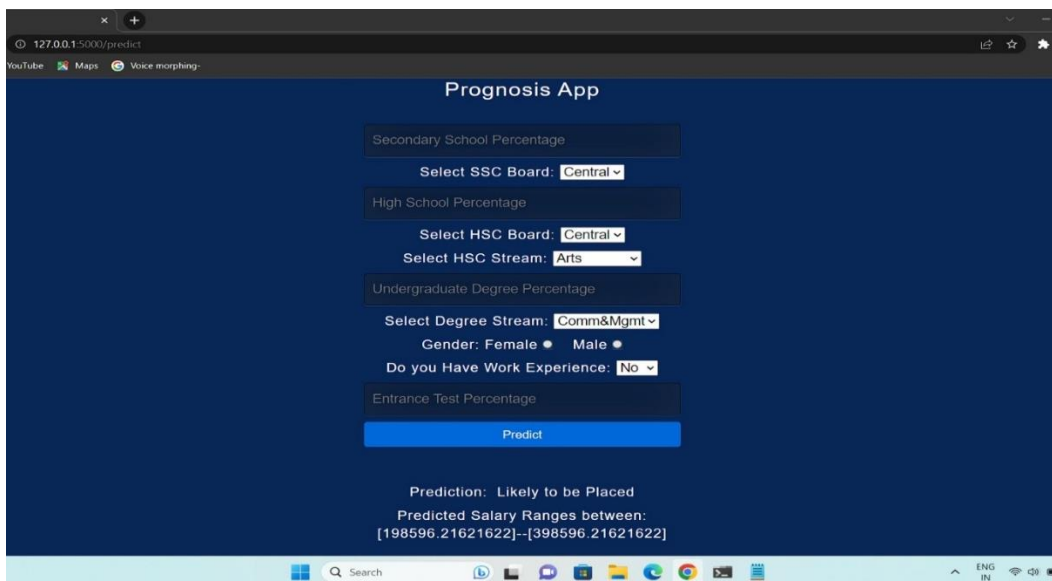 127.0.0.1:5000/predict
YouTube Maps Voice morphing-
Prognosis App
Secondary School Percentage
Select SSC Board: Central
High School Percentage
Select HSC Board: Central
Select HSC Stream: Arts
Undergraduate Degree Percentage
Select Degree Stream: Comm&Mgmt
Gender: Female Male
Do you Have Work Experience: No
Entrance Test Percentage
Predict
Prediction: Likely to be Placed
Predicted Salary Ranges between:
[198596.21621622]--[398596.21621622]
Search
ENG
IN